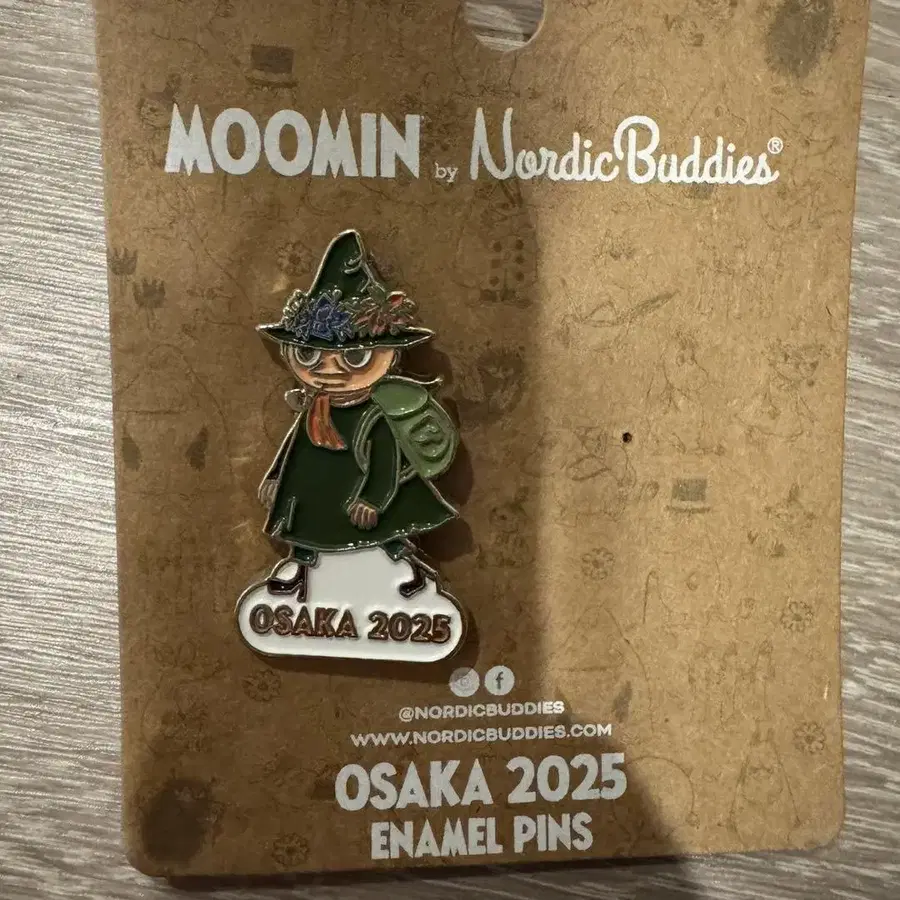 MOOMIN by NordicBuddies®
OSAKA 2025
@NORDICBUDDIES
WWW.NORDICBUDDIES.COM
OSAKA 2025
ENAMEL PINS